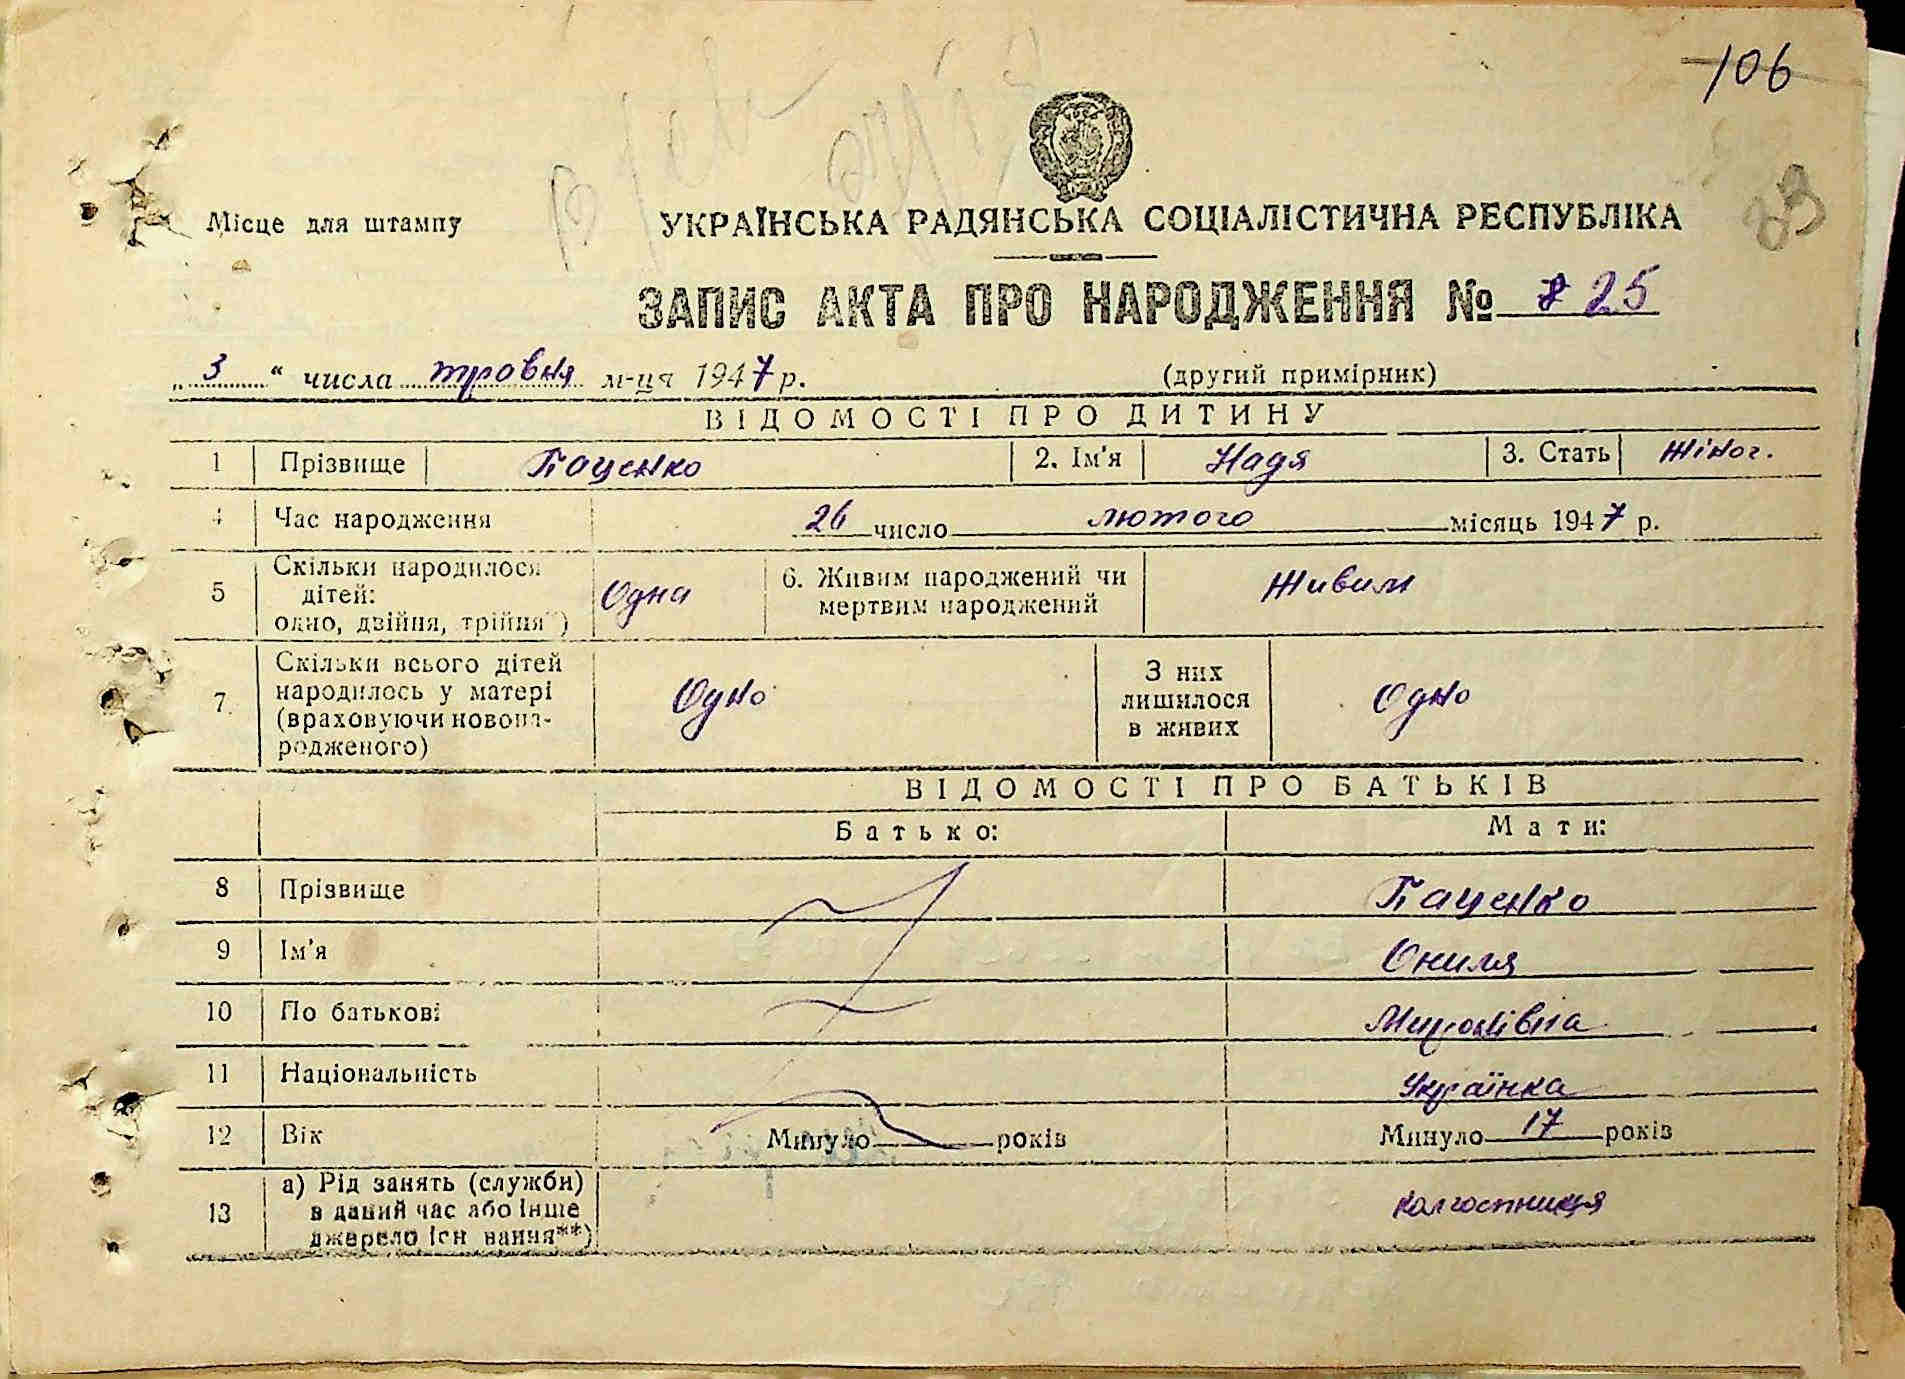 106
83
Місце для штампу
УКРАЇНСЬКА РАДЯНСЬКА СОЦІАЛІСТИЧНА РЕСПУБЛІКА
ЗАПИС АКТА ПРО НАРОДЖЕННЯ № 25
„3“ числа травня м-ця 1947 р. (другий примірник)
ВІДОМОСТІ ПРО ДИТИНУ
1 Прізвище Пащенко 2. Ім'я Надя 3. Стать жіноч.
4 Час народження 26 число лютого місяць 1947 р.
5 Скільки народилося дітей: одно, двійня, трійня*) Одна 6. Живим народжений чи мертвим народжений Живим
7. Скільки всього дітей народилось у матері (враховуючи новонародженого) Одно З них лишилося в живих Одно
ВІДОМОСТІ ПРО БАТЬКІВ
Батько: Мати:
8 Прізвище Пащенко
9 Ім'я
10 По батькові Миронівна
11 Національність Українка
12 Вік Минуло років Минуло 17 років
13 а) Рід занять (служби) в даний час або інше джерело існування**) колгоспниця